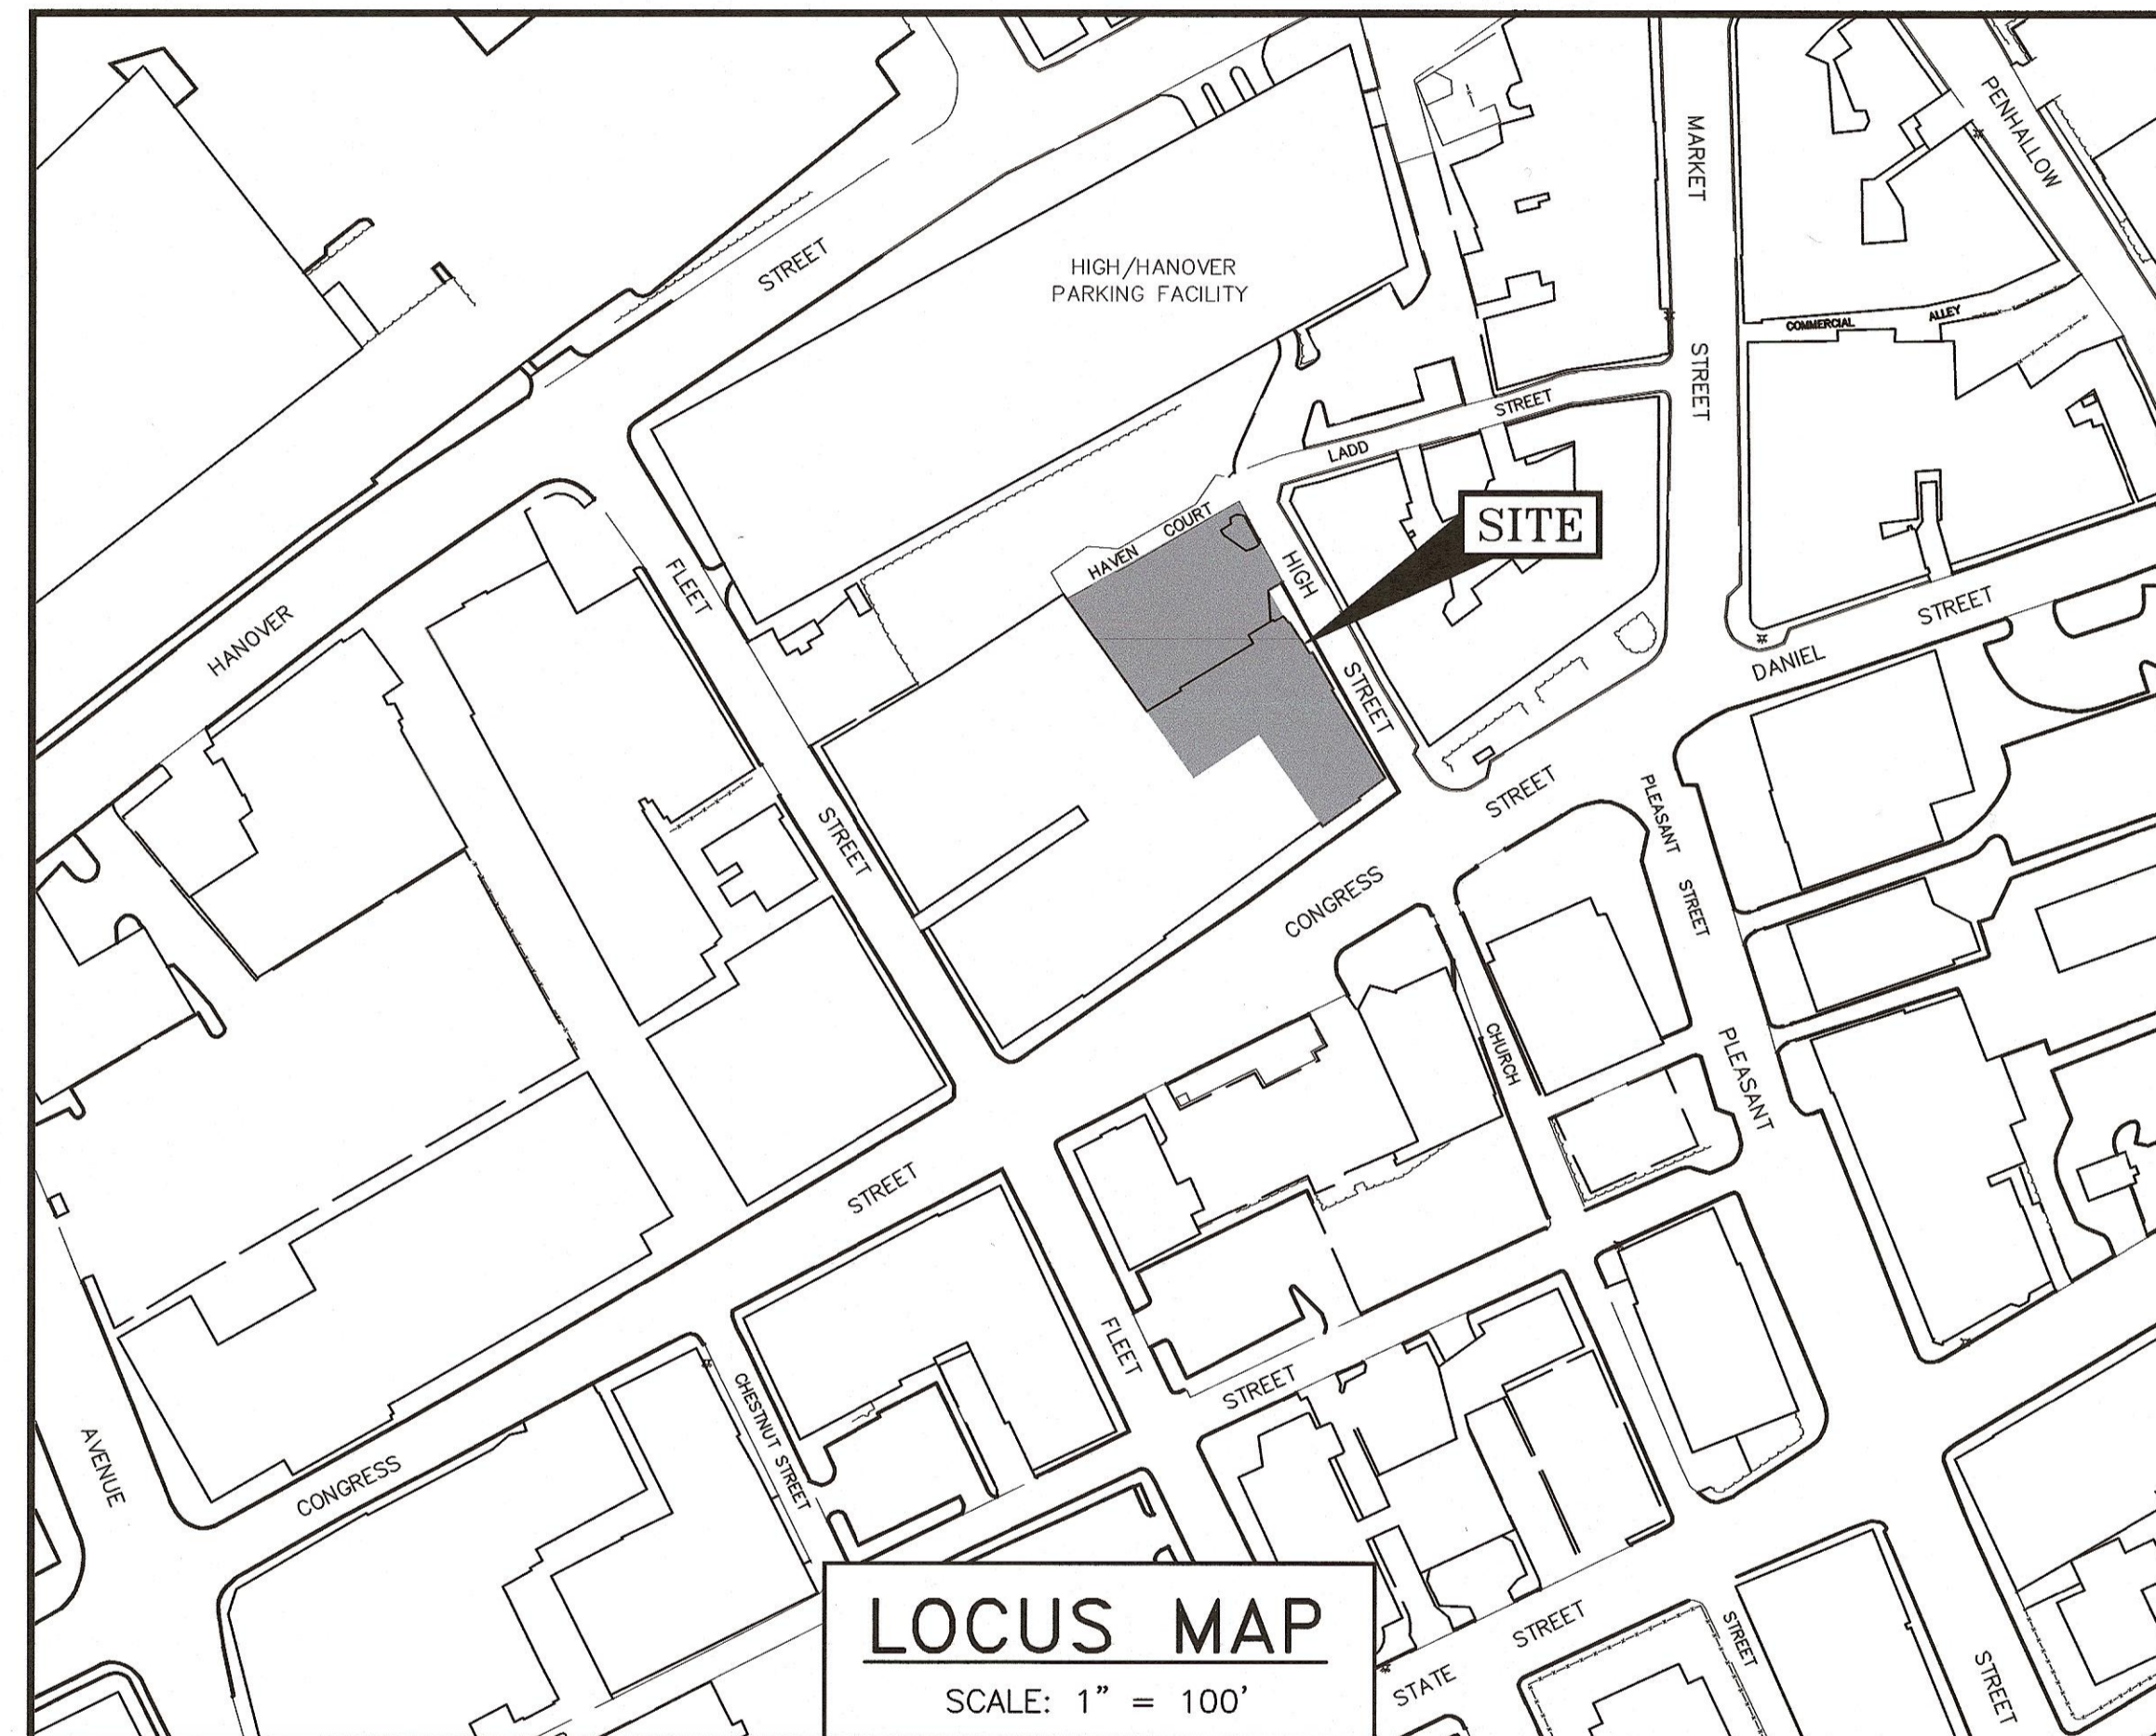 PENHALLOW
MARKET
STREET
HIGH/HANOVER
PARKING FACILITY
COMMERCIAL ALLEY
STREET
STREET
LADD
SITE
HAVEN COURT
HIGH
FLEET
HANOVER
STREET
DANIEL
STREET
STREET
PLEASANT
STREET
STREET
CONGRESS
CHURCH
PLEASANT
STREET
FLEET
STREET
CHESTNUT STREET
AVENUE
CONGRESS
STREET
STREET
STREET
STATE
LOCUS MAP
SCALE: 1" = 100'